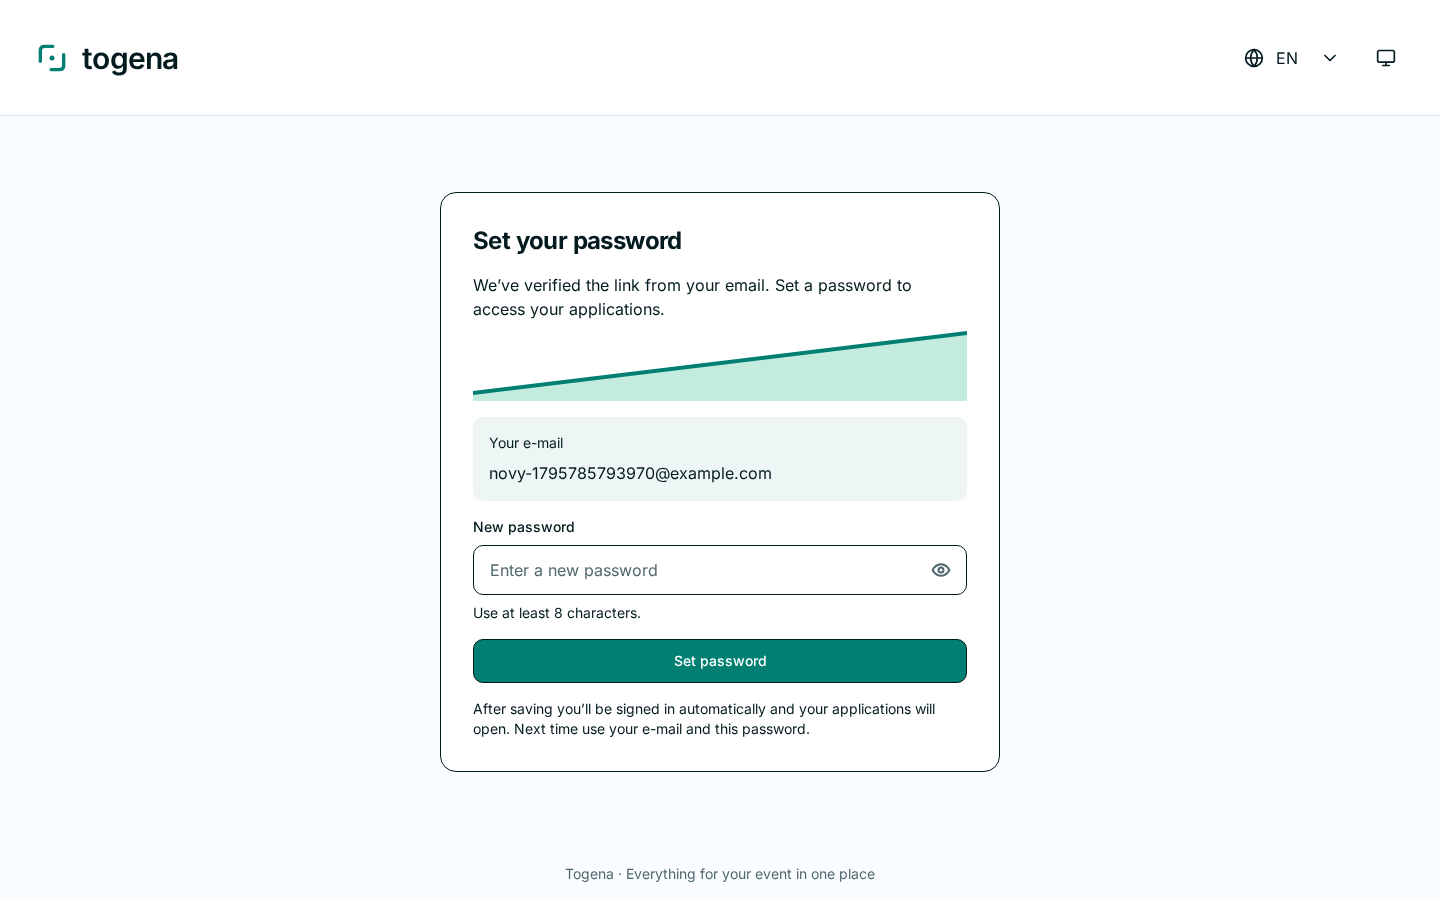 togena
EN
Set your password
We’ve verified the link from your email. Set a password to
access your applications.
Your e-mail
novy-1795785793970@example.com
New password
Enter a new password
Use at least 8 characters.
Set password
After saving you’ll be signed in automatically and your applications will
open. Next time use your e-mail and this password.
Togena · Everything for your event in one place